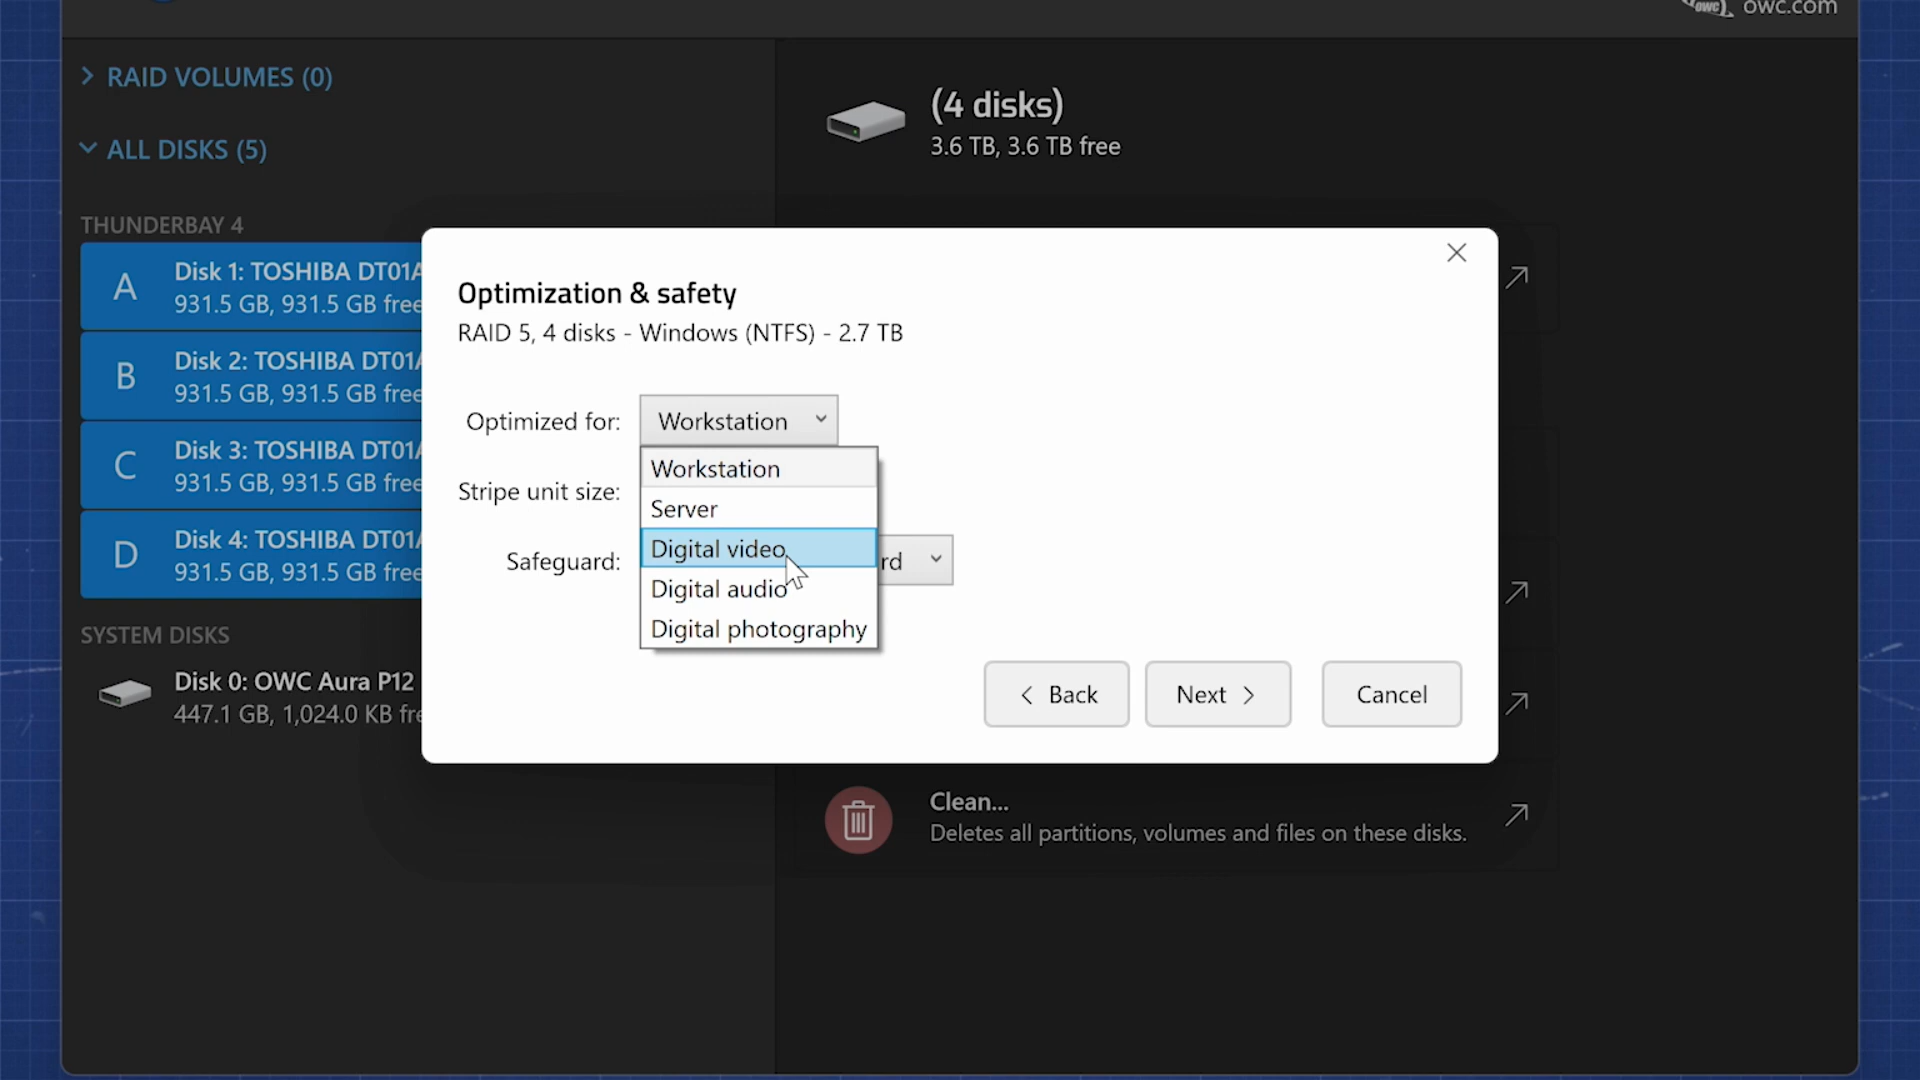 owc.com
RAID VOLUMES (0)
ALL DISKS (5)
THUNDERBAY 4
A
Disk 1: TOSHIBA DT01A
931.5 GB, 931.5 GB free
B
Disk 2: TOSHIBA DT01A
931.5 GB, 931.5 GB free
C
Disk 3: TOSHIBA DT01A
931.5 GB, 931.5 GB free
D
Disk 4: TOSHIBA DT01A
931.5 GB, 931.5 GB free
SYSTEM DISKS
Disk 0: OWC Aura P12
447.1 GB, 1,024.0 KB fre
(4 disks)
3.6 TB, 3.6 TB free
Optimization & safety
RAID 5, 4 disks - Windows (NTFS) - 2.7 TB
Optimized for: Workstation
Workstation
Server
Digital video
Digital audio
Digital photography
Stripe unit size:
Safeguard: rd
Back
Next
Cancel
Clean...
Deletes all partitions, volumes and files on these disks.